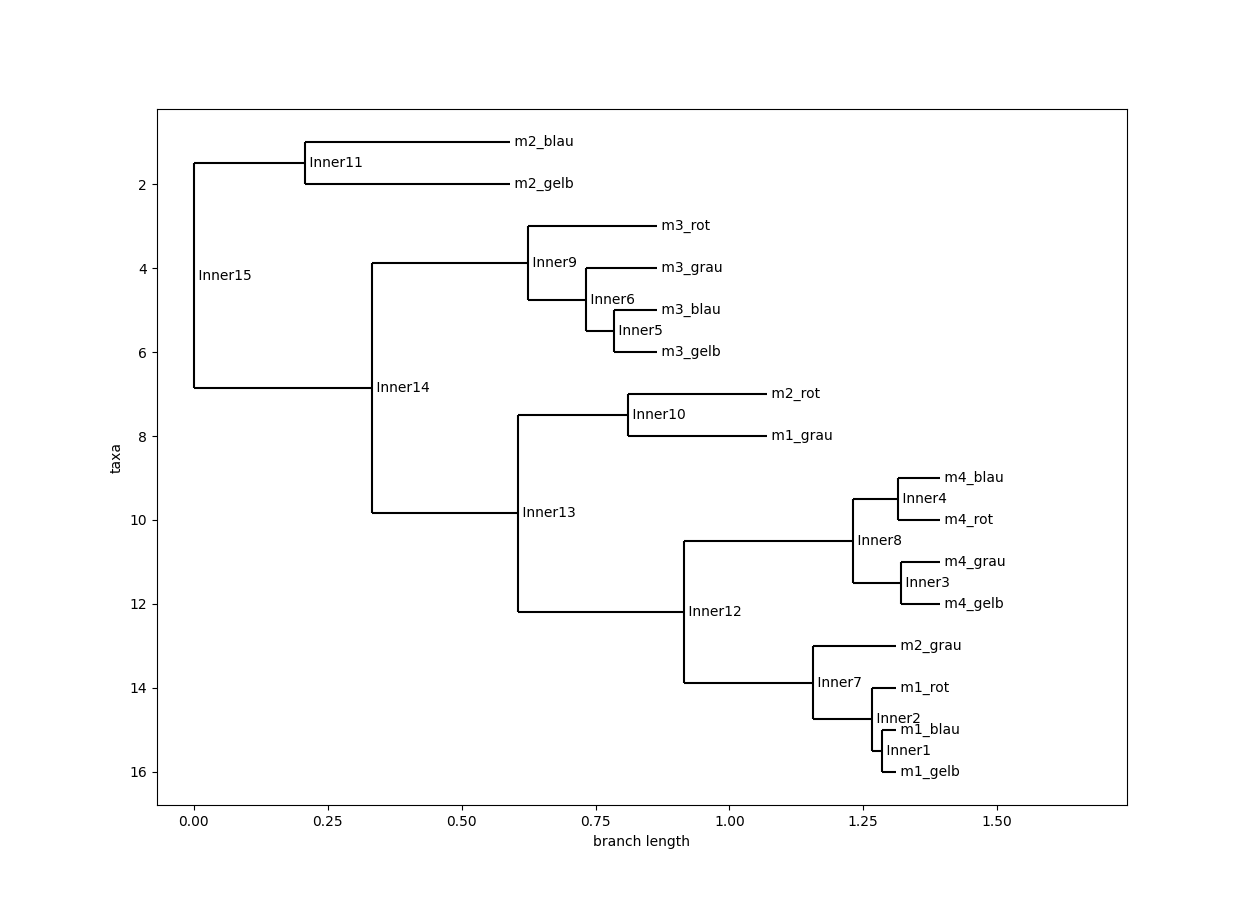 m2_blau
Inner11
m2_gelb
2
m3_rot
Inner9
m3_grau
4
Inner15
Inner6
m3_blau
Inner5
m3_gelb
6
Inner14
m2_rot
Inner10
m1_grau
8
taxa
m4_blau
Inner4
m4_rot
10
Inner13
Inner8
m4_grau
Inner3
m4_gelb
12
Inner12
m2_grau
Inner7
m1_rot
14
Inner2
m1_blau
Inner1
m1_gelb
16
0.00 0.25 0.50 0.75 1.00 1.25 1.50
branch length